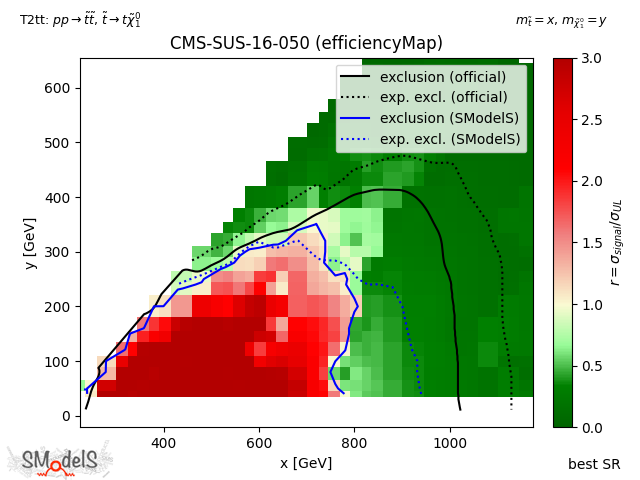 T2tt: pp → t̃t̃, t̃ → tχ̃₁⁰
m_t̃ = x, m_χ̃₁⁰ = y
CMS-SUS-16-050 (efficiencyMap)
exclusion (official)
exp. excl. (official)
exclusion (SModelS)
exp. excl. (SModelS)
600
500
400
300
200
100
0
y [GeV]
400
600
800
1000
x [GeV]
3.0
2.5
2.0
1.5
1.0
0.5
0.0
r = σ_signal/σ_UL
SModelS
best SR